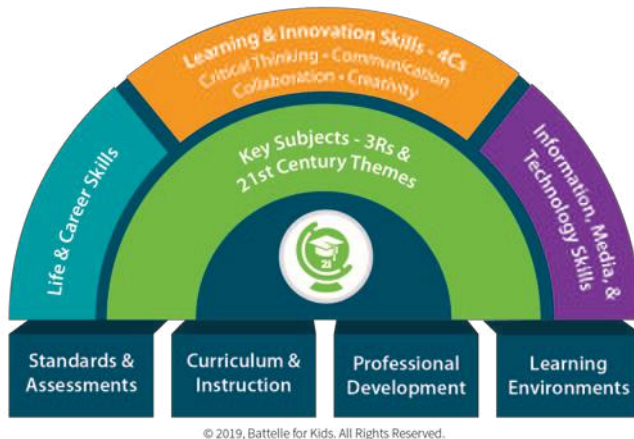 Learning & Innovation Skills - 4Cs
Critical Thinking • Communication
Collaboration • Creativity
Key Subjects - 3Rs &
21st Century Themes
Life & Career Skills
Information, Media, &
Technology Skills
21
Standards &
Assessments
Curriculum &
Instruction
Professional
Development
Learning
Environments
© 2019, Battelle for Kids. All Rights Reserved.